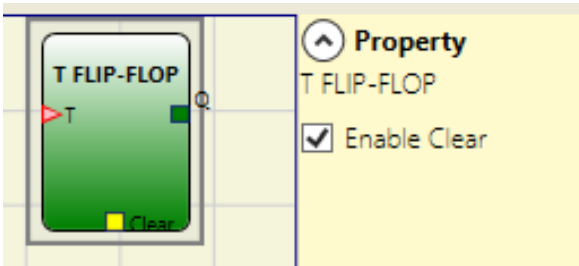 T FLIP-FLOP
T
Q
Clear
Property
T FLIP-FLOP
Enable Clear